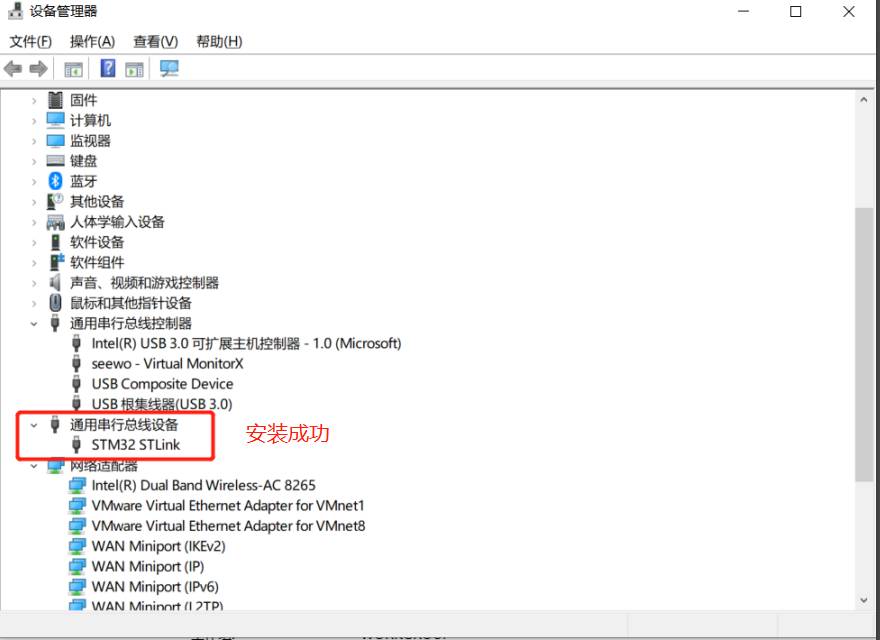 设备管理器
文件(F) 操作(A) 查看(V) 帮助(H)
固件
计算机
监视器
键盘
蓝牙
其他设备
人体学输入设备
软件设备
软件组件
声音、视频和游戏控制器
鼠标和其他指针设备
通用串行总线控制器
Intel(R) USB 3.0 可扩展主机控制器 - 1.0 (Microsoft)
seewo - Virtual MonitorX
USB Composite Device
USB 根集线器(USB 3.0)
通用串行总线设备
STM32 STLink
安装成功
网络适配器
Intel(R) Dual Band Wireless-AC 8265
VMware Virtual Ethernet Adapter for VMnet1
VMware Virtual Ethernet Adapter for VMnet8
WAN Miniport (IKEv2)
WAN Miniport (IP)
WAN Miniport (IPv6)
WAN Miniport (L2TP)